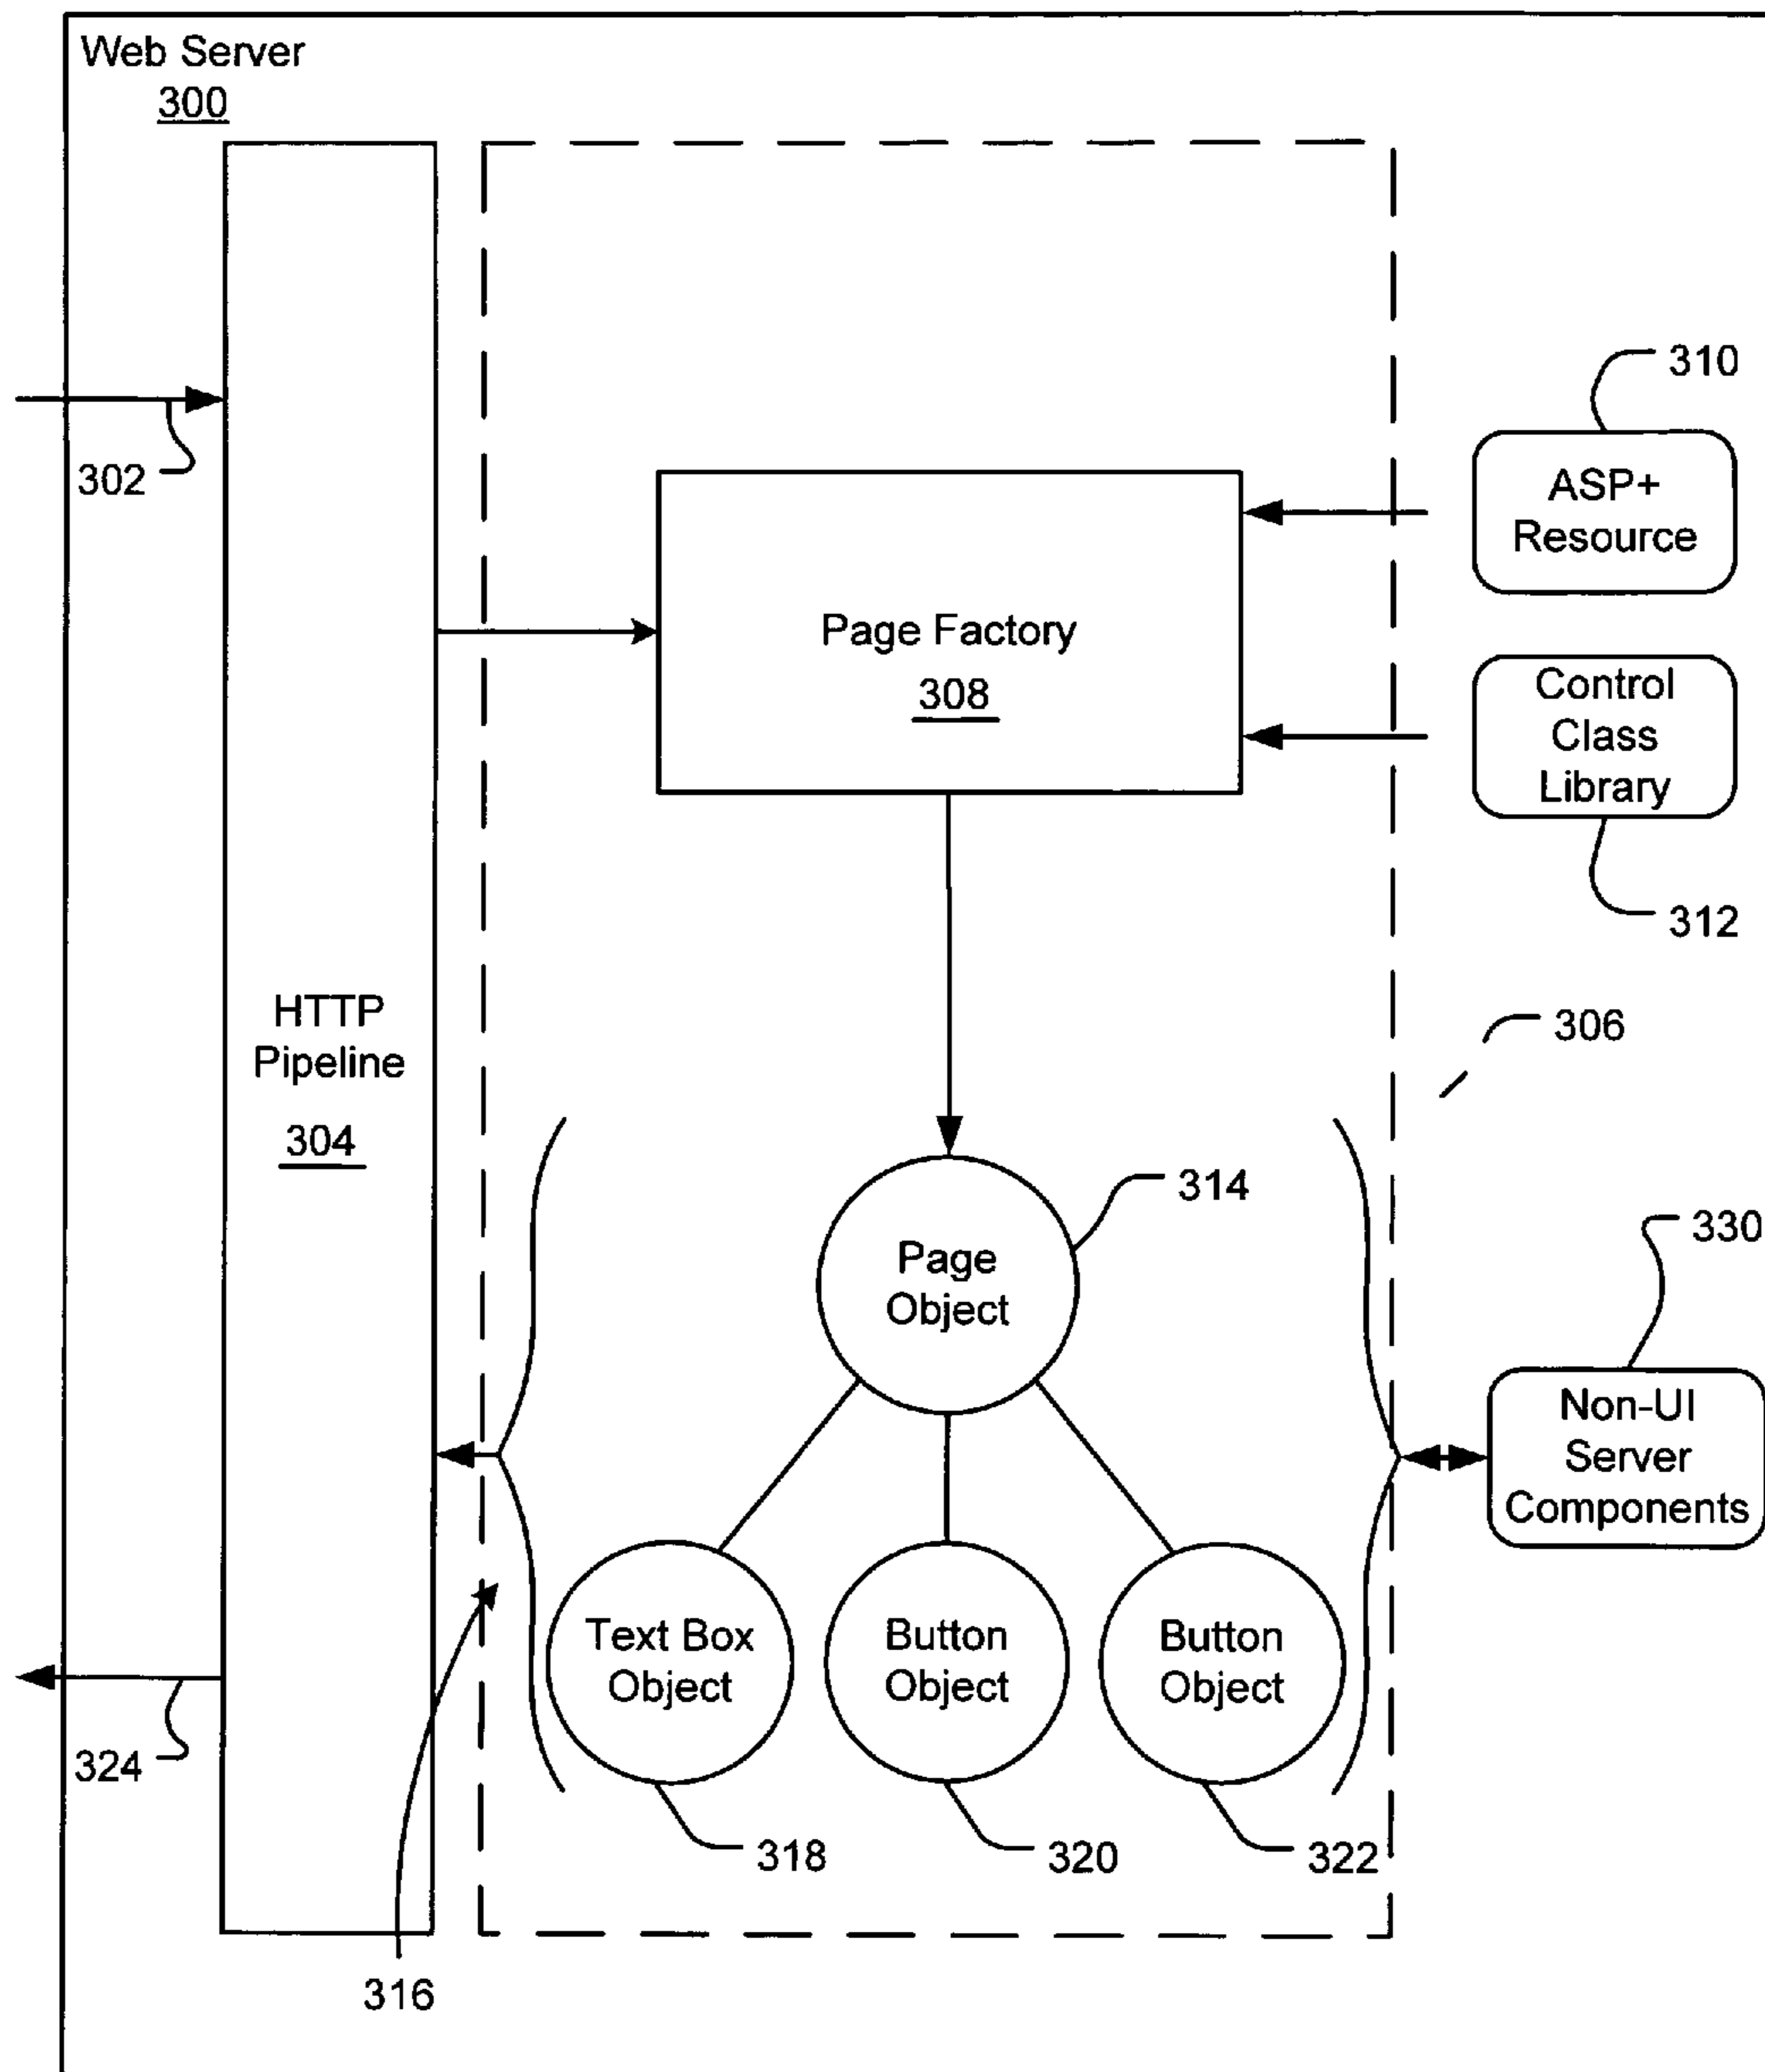 Web Server
300
302
310
ASP+
Resource
Page Factory
308
Control
Class
Library
312
HTTP
Pipeline
304
306
314
Page
Object
330
Non-UI
Server
Components
Text Box
Object
Button
Object
Button
Object
324
318
320
322
316